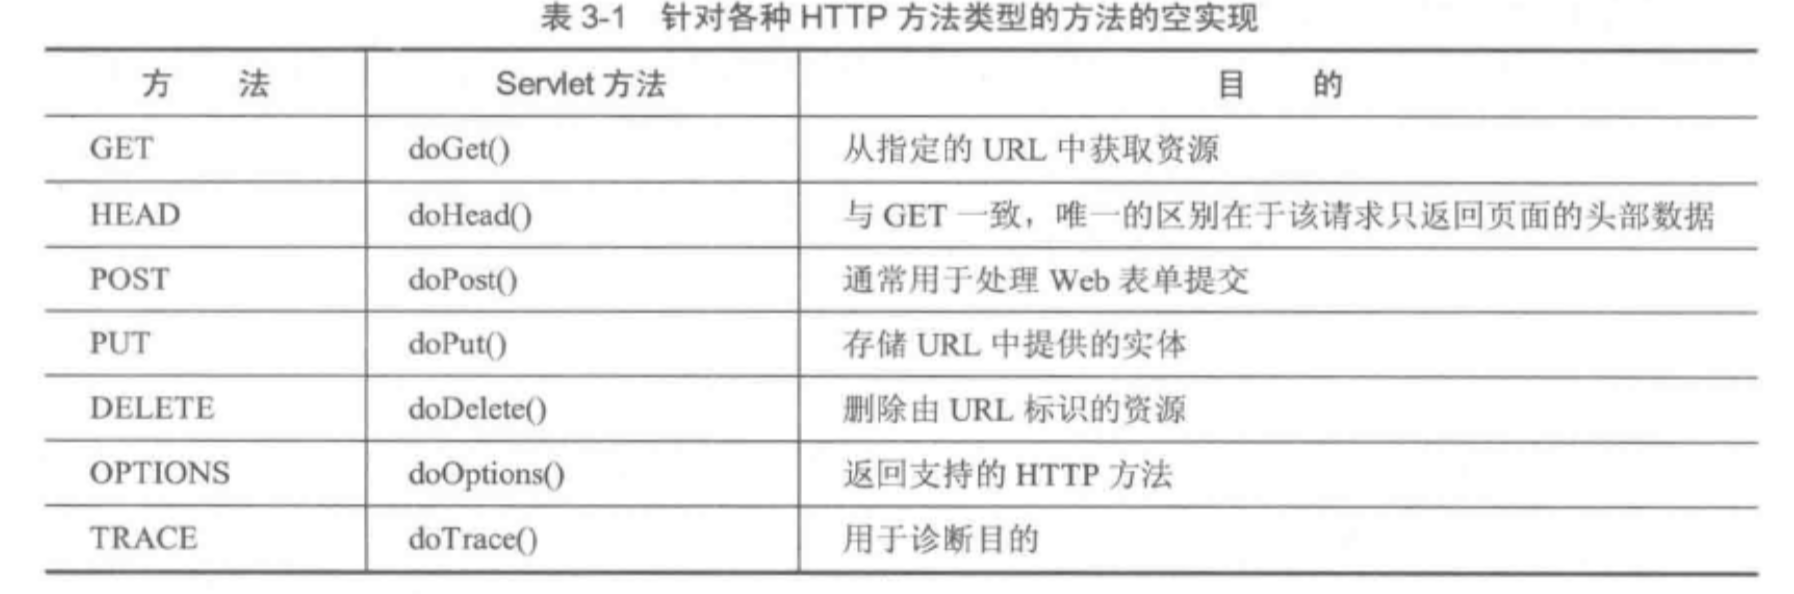 表 3-1 针对各种 HTTP 方法类型的方法的空实现
方 法 Servlet 方法 目 的
GET doGet() 从指定的 URL 中获取资源
HEAD doHead() 与 GET 一致，唯一的区别在于该请求只返回页面的头部数据
POST doPost() 通常用于处理 Web 表单提交
PUT doPut() 存储 URL 中提供的实体
DELETE doDelete() 删除由 URL 标识的资源
OPTIONS doOptions() 返回支持的 HTTP 方法
TRACE doTrace() 用于诊断目的